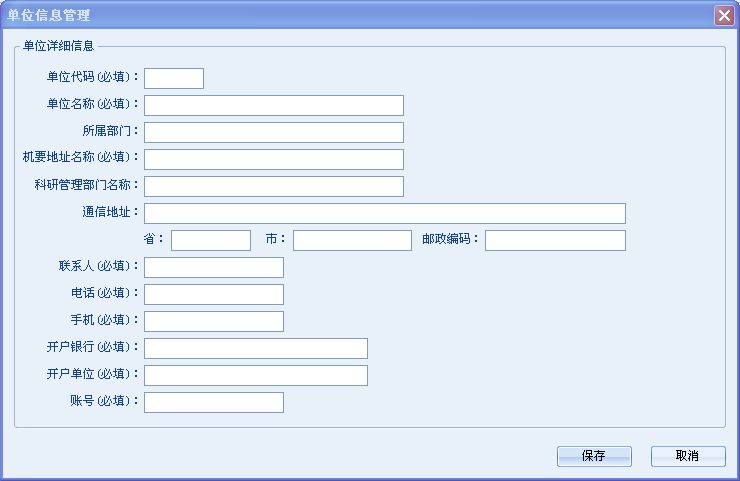 单位信息管理
单位详细信息
单位代码(必填)：
单位名称(必填)：
所属部门：
机要地址名称(必填)：
科研管理部门名称：
通信地址：
省： 市： 邮政编码：
联系人(必填)：
电话(必填)：
手机(必填)：
开户银行(必填)：
开户单位(必填)：
账号(必填)：
保存 取消